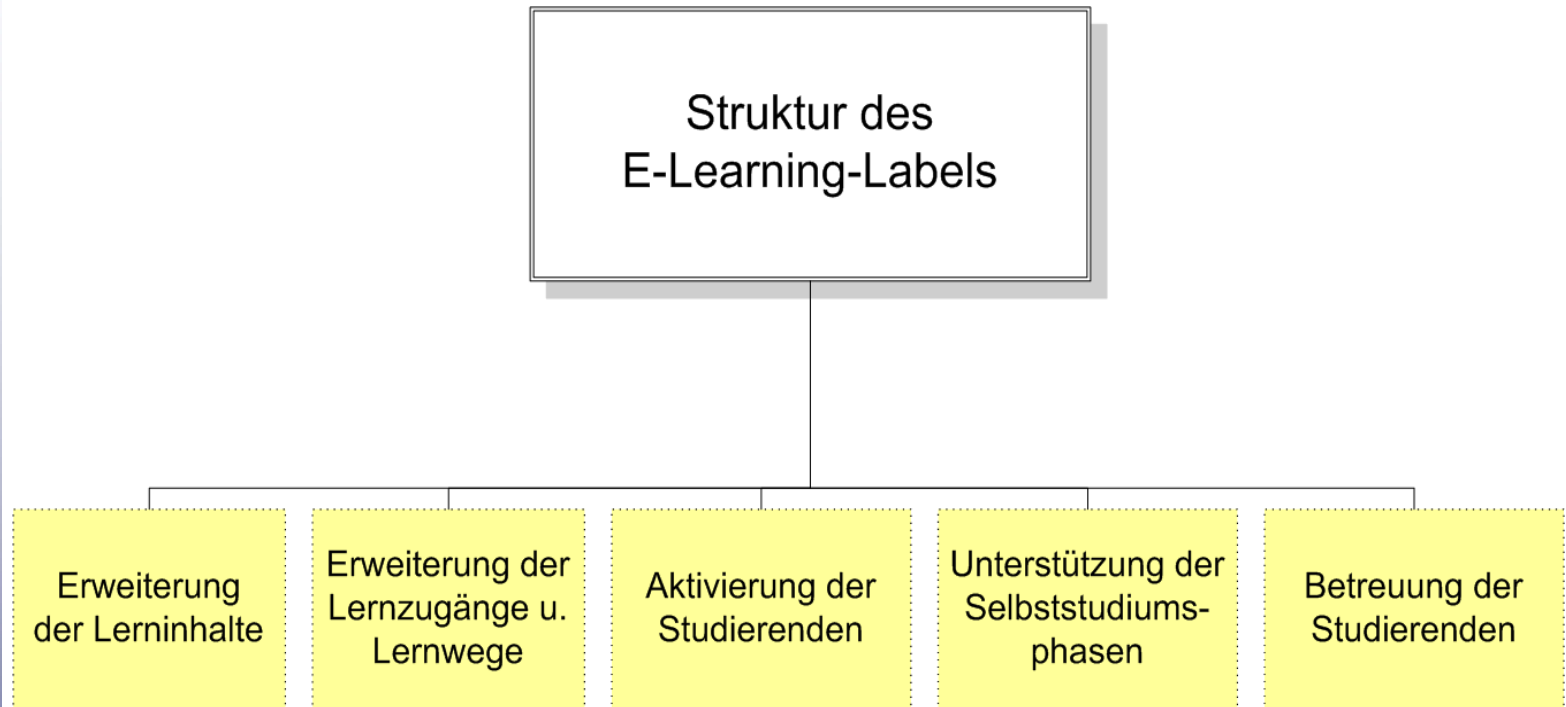 Struktur des
E-Learning-Labels
Erweiterung
der Lerninhalte
Erweiterung der
Lernzugänge u.
Lernwege
Aktivierung der
Studierenden
Unterstützung der
Selbststudiums-
phasen
Betreuung der
Studierenden